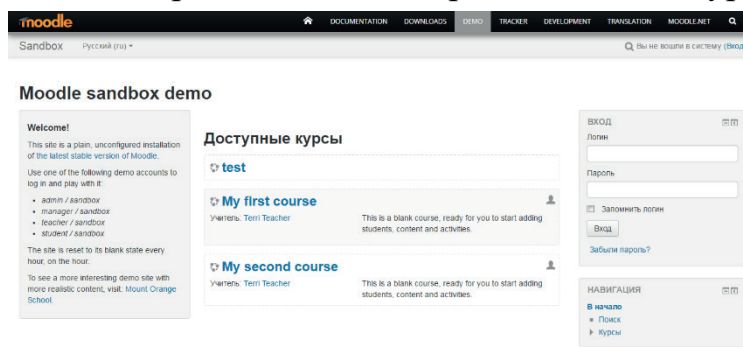 moodle
DOCUMENTATION DOWNLOADS DEMO TRACKER DEVELOPMENT TRANSLATION MOODLE.NET
Sandbox Русский (ru)
Вы не вошли в систему (Вход
Moodle sandbox demo
Welcome!
This site is a plain, unconfigured installation
of the latest stable version of Moodle.
Use one of the following demo accounts to
log in and play with it:
admin / sandbox
manager / sandbox
teacher / sandbox
student / sandbox
The site is reset to its blank state every
hour, on the hour.
To see a more interesting demo site with
more realistic content, visit: Mount Orange
School.
Доступные курсы
test
My first course
Учитель: Terri Teacher
This is a blank course, ready for you to start adding
students, content and activities.
My second course
Учитель: Terri Teacher
This is a blank course, ready for you to start adding
students, content and activities.
ВХОД
Логин
Пароль
Запомнить логин
Вход
Забыли пароль?
НАВИГАЦИЯ
В начало
Поиск
Курсы